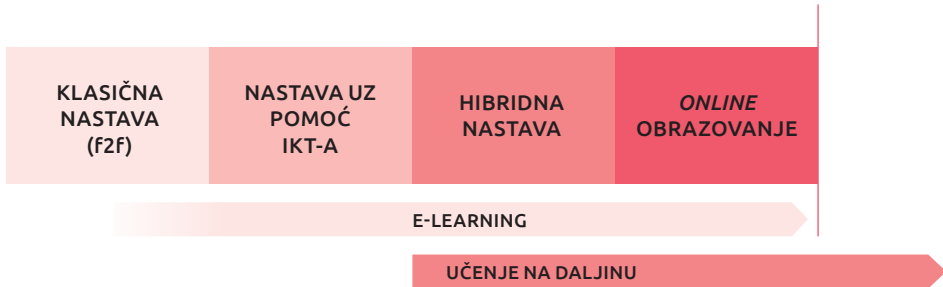 KLASIČNA
NASTAVA
(f2f)
NASTAVA UZ
POMOĆ
IKT-A
HIBRIDNA
NASTAVA
ONLINE
OBRAZOVANJE
E-LEARNING
UČENJE NA DALJINU